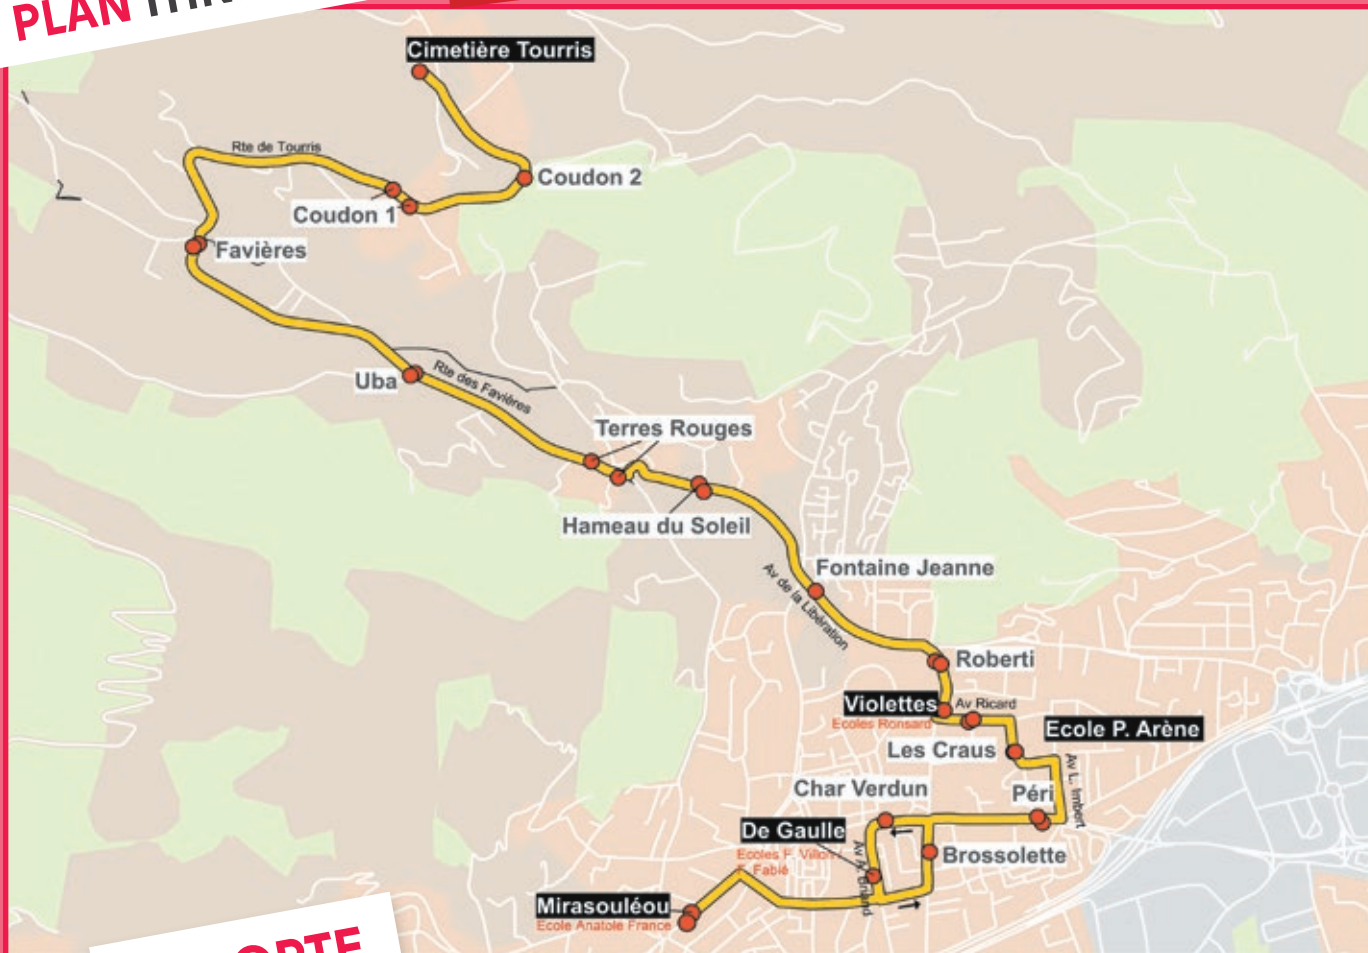 PLAN
Cimetière Tourris
Rte de Tourris
Coudon 2
Coudon 1
Favières
Uba
Rte des Favières
Terres Rouges
Hameau du Soleil
Fontaine Jeanne
Av de la Libération
Roberti
Violettes
Av Ricard
Ecoles Ronsard
Ecole P. Arène
Les Craus
Av L. Imbert
Char Verdun
Péri
De Gaulle
Ecoles F. Villon
F. Fabié
Brossolette
Mirasouléou
Ecole Anatole France